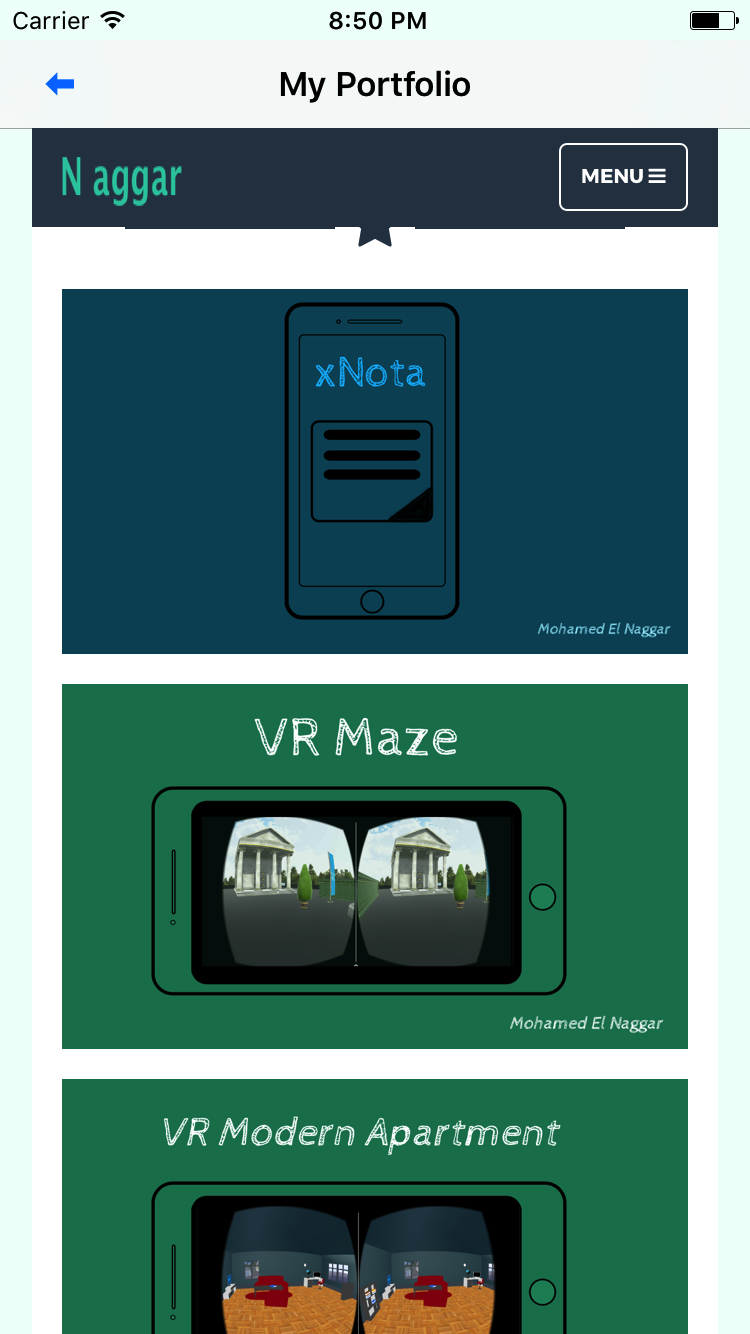 Carrier 8:50 PM
My Portfolio
N aggar
MENU
xNota
Mohamed El Naggar
VR Maze
Mohamed El Naggar
VR Modern Apartment